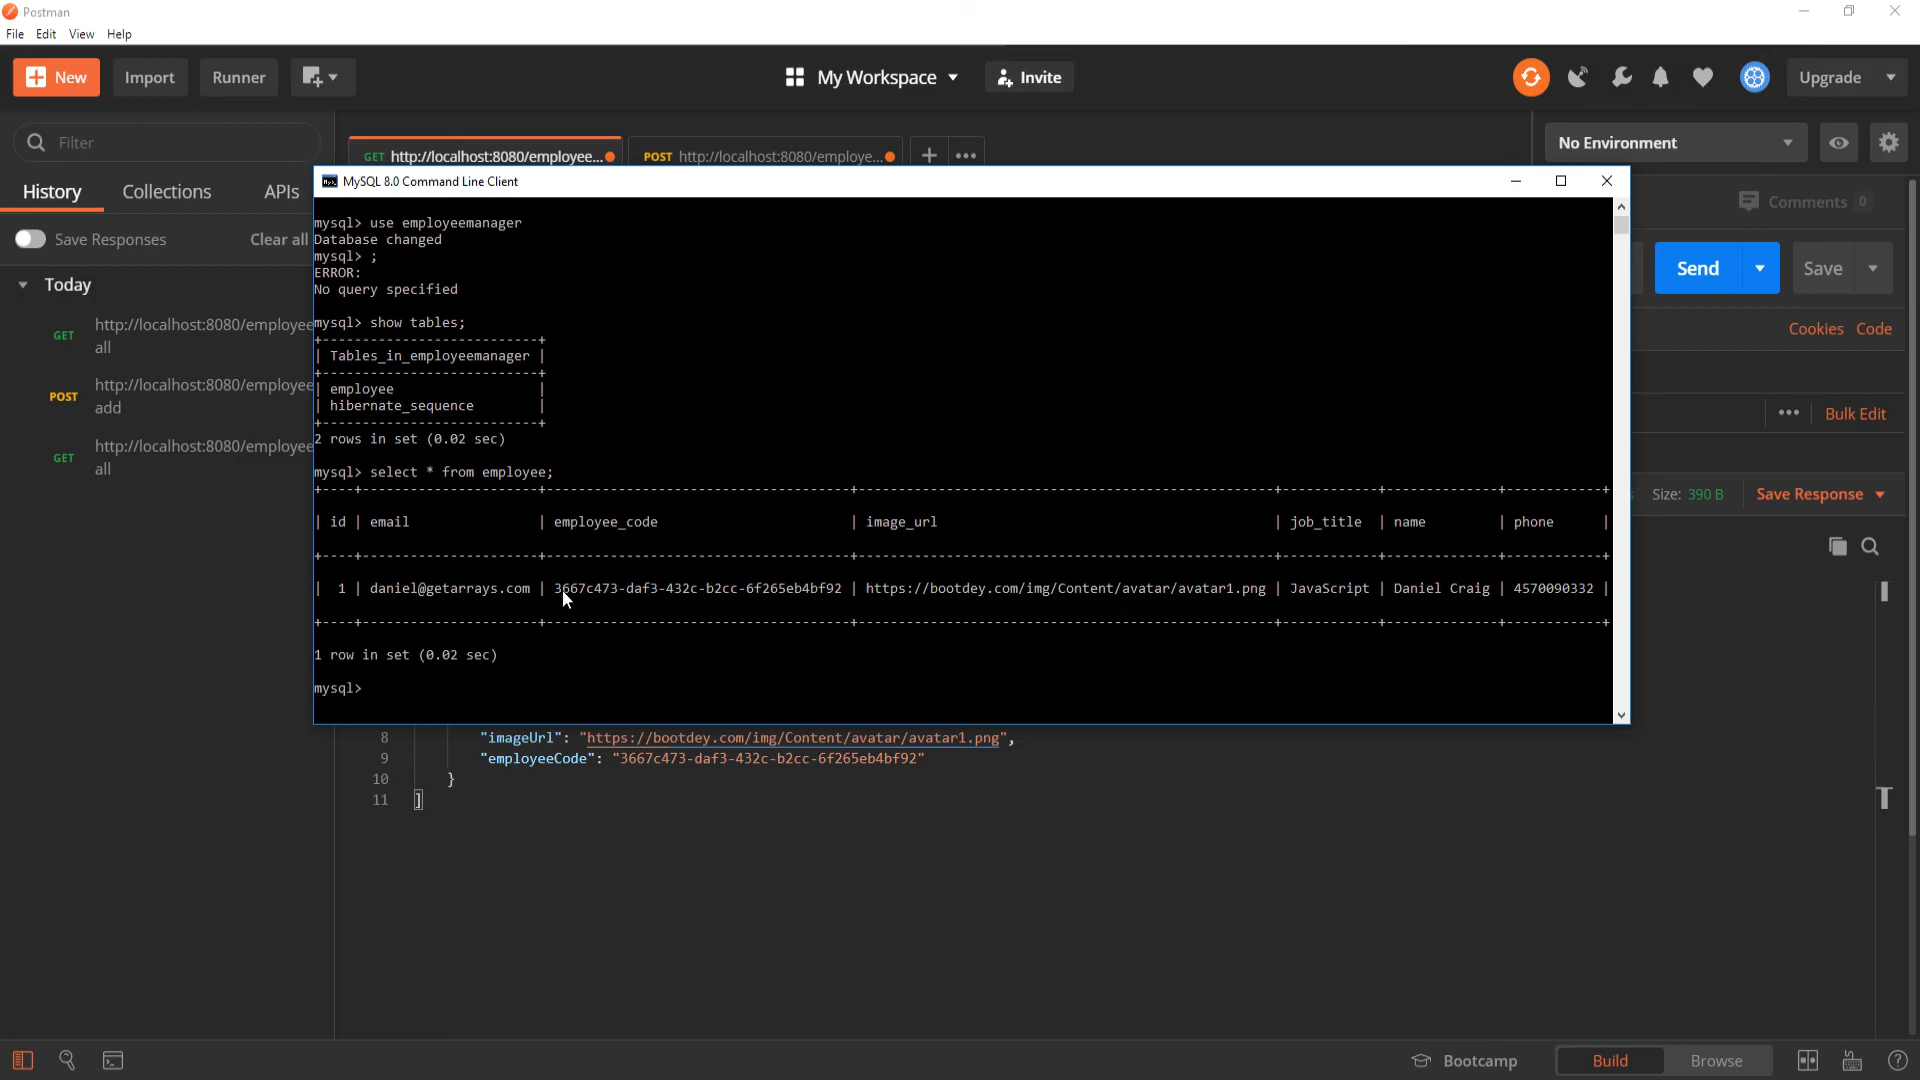 Postman
File Edit View Help
New Import Runner My Workspace Invite Upgrade
Filter
GET http://localhost:8080/employee... POST http://localhost:8080/employe... No Environment
History Collections APIs
Comments 0
Save Responses Clear all
Send Save
Today
Cookies Code
GET http://localhost:8080/employee
all
POST http://localhost:8080/employee
add
GET http://localhost:8080/employee
all
Bulk Edit
Size: 390 B Save Response
MySQL 8.0 Command Line Client
mysql> use employeemanager
Database changed
mysql> ;
ERROR:
No query specified
mysql> show tables;
+---------------------------+
| Tables_in_employeemanager |
+---------------------------+
| employee                  |
| hibernate_sequence        |
+---------------------------+
2 rows in set (0.02 sec)
mysql> select * from employee;
+----+----------------------+--------------------------------------+----------------------------------------------------+------------+--------------+------------+
| id | email                | employee_code                        | image_url                                          | job_title  | name         | phone      |
+----+----------------------+--------------------------------------+----------------------------------------------------+------------+--------------+------------+
|  1 | daniel@getarrays.com | 3667c473-daf3-432c-b2cc-6f265eb4bf92 | https://bootdey.com/img/Content/avatar/avatar1.png | JavaScript | Daniel Craig | 4570090332 |
+----+----------------------+--------------------------------------+----------------------------------------------------+------------+--------------+------------+
1 row in set (0.02 sec)
mysql>
8 "imageUrl": "https://bootdey.com/img/Content/avatar/avatar1.png",
9 "employeeCode": "3667c473-daf3-432c-b2cc-6f265eb4bf92"
10 }
11 ]
Bootcamp Build Browse